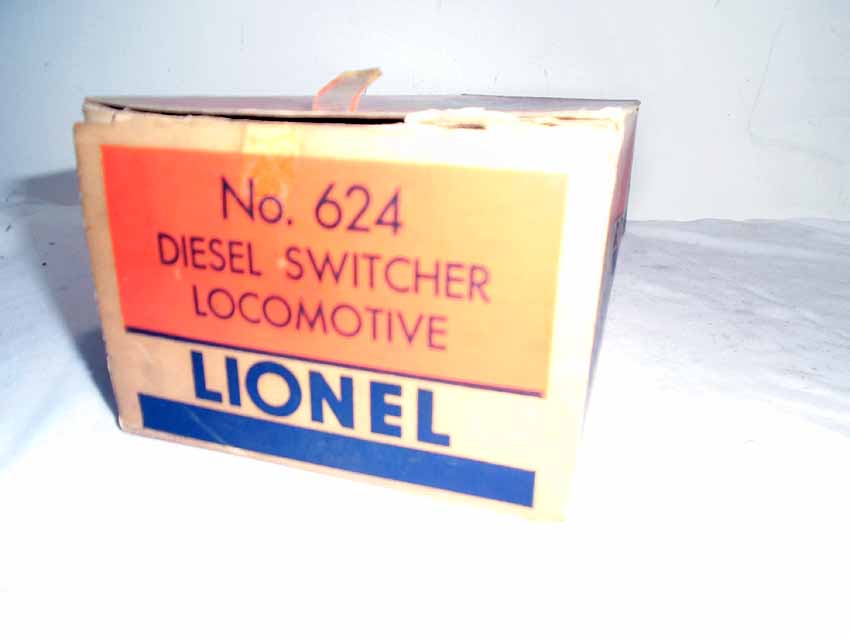 No. 624
DIESEL SWITCHER
LOCOMOTIVE
LIONEL